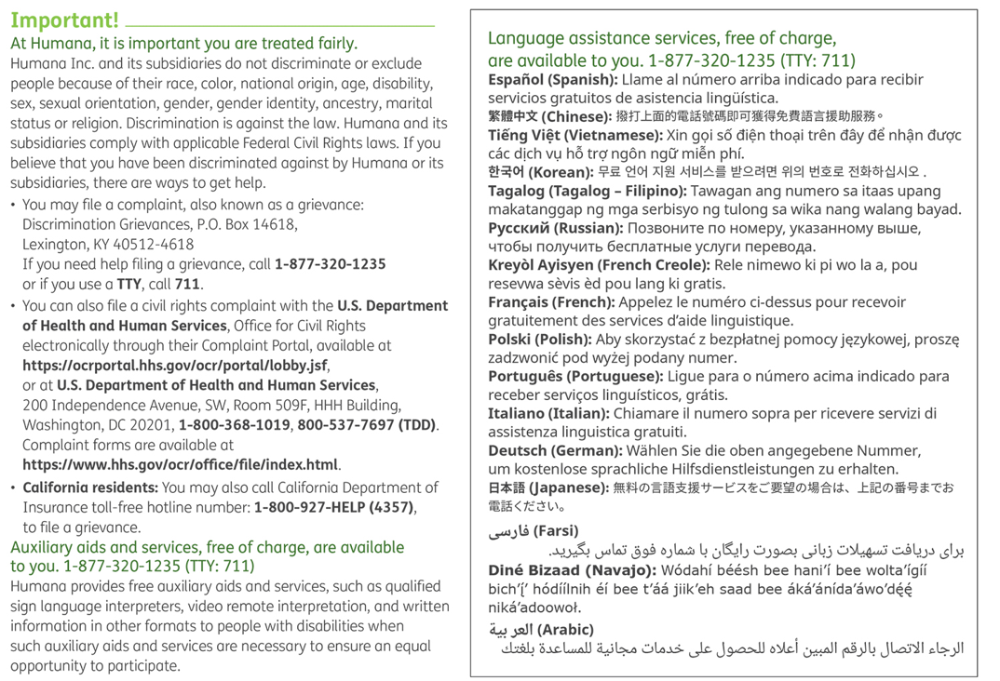 Important!
At Humana, it is important you are treated fairly.
Humana Inc. and its subsidiaries do not discriminate or exclude
people because of their race, color, national origin, age, disability,
sex, sexual orientation, gender, gender identity, ancestry, marital
status or religion. Discrimination is against the law. Humana and its
subsidiaries comply with applicable Federal Civil Rights laws. If you
believe that you have been discriminated against by Humana or its
subsidiaries, there are ways to get help.
• You may file a complaint, also known as a grievance:
Discrimination Grievances, P.O. Box 14618,
Lexington, KY 40512-4618
If you need help filing a grievance, call 1-877-320-1235
or if you use a TTY, call 711.
• You can also file a civil rights complaint with the U.S. Department
of Health and Human Services, Office for Civil Rights
electronically through their Complaint Portal, available at
https://ocrportal.hhs.gov/ocr/portal/lobby.jsf,
or at U.S. Department of Health and Human Services,
200 Independence Avenue, SW, Room 509F, HHH Building,
Washington, DC 20201, 1-800-368-1019, 800-537-7697 (TDD).
Complaint forms are available at
https://www.hhs.gov/ocr/office/file/index.html.
• California residents: You may also call California Department of
Insurance toll-free hotline number: 1-800-927-HELP (4357),
to file a grievance.
Auxiliary aids and services, free of charge, are available
to you. 1-877-320-1235 (TTY: 711)
Humana provides free auxiliary aids and services, such as qualified
sign language interpreters, video remote interpretation, and written
information in other formats to people with disabilities when
such auxiliary aids and services are necessary to ensure an equal
opportunity to participate.
Language assistance services, free of charge,
are available to you. 1-877-320-1235 (TTY: 711)
Español (Spanish): Llame al número arriba indicado para recibir
servicios gratuitos de asistencia lingüística.
繁體中文 (Chinese): 撥打上面的電話號碼即可獲得免費語言援助服務。
Tiếng Việt (Vietnamese): Xin gọi số điện thoại trên đây để nhận được
các dịch vụ hỗ trợ ngôn ngữ miễn phí.
한국어 (Korean): 무료 언어 지원 서비스를 받으려면 위의 번호로 전화하십시오 .
Tagalog (Tagalog – Filipino): Tawagan ang numero sa itaas upang
makatanggap ng mga serbisyo ng tulong sa wika nang walang bayad.
Русский (Russian): Позвоните по номеру, указанному выше,
чтобы получить бесплатные услуги перевода.
Kreyòl Ayisyen (French Creole): Rele nimewo ki pi wo la a, pou
resevwa sèvis èd pou lang ki gratis.
Français (French): Appelez le numéro ci-dessus pour recevoir
gratuitement des services d’aide linguistique.
Polski (Polish): Aby skorzystać z bezpłatnej pomocy językowej, proszę
zadzwonić pod wyżej podany numer.
Português (Portuguese): Ligue para o número acima indicado para
receber serviços linguísticos, grátis.
Italiano (Italian): Chiamare il numero sopra per ricevere servizi di
assistenza linguistica gratuiti.
Deutsch (German): Wählen Sie die oben angegebene Nummer,
um kostenlose sprachliche Hilfsdienstleistungen zu erhalten.
日本語 (Japanese): 無料の言語支援サービスをご要望の場合は、上記の番号までお
電話ください。
فارسی (Farsi)
برای دریافت تسهیلات زبانی بصورت رایگان با شماره فوق تماس بگیرید.
Diné Bizaad (Navajo): Wódahí béésh bee hani’í bee wolta’ígíí
bich’į’ hódíílnih éí bee t’áá jiik’eh saad bee áká’ánída’áwo’dę́ę́
niká’adoowoł.
العربية (Arabic)
الرجاء الاتصال بالرقم المبين أعلاه للحصول على خدمات مجانية للمساعدة بلغتك